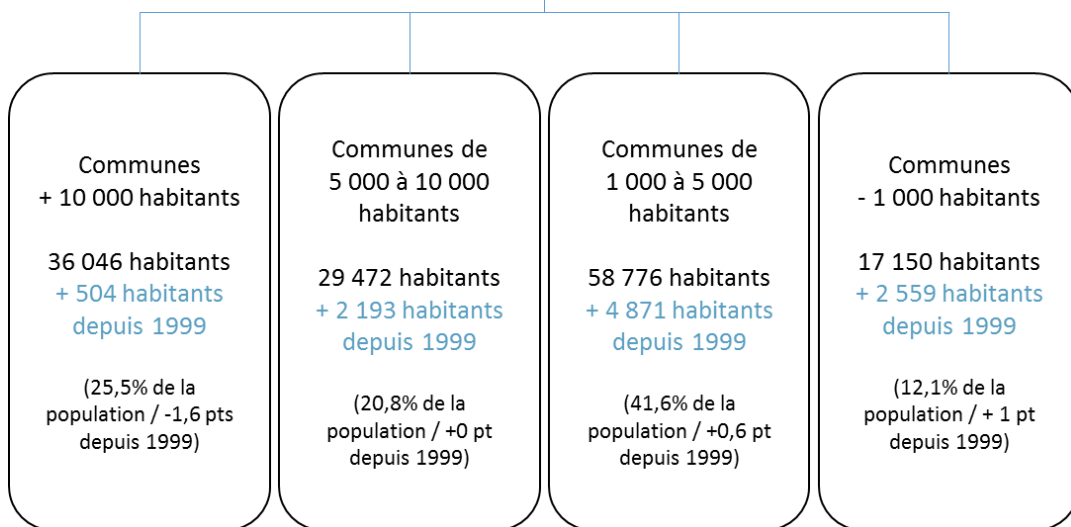 Communes
+ 10 000 habitants
36 046 habitants
+ 504 habitants
depuis 1999
(25,5% de la
population / -1,6 pts
depuis 1999)
Communes de
5 000 à 10 000
habitants
29 472 habitants
+ 2 193 habitants
depuis 1999
(20,8% de la
population / +0 pt
depuis 1999)
Communes de
1 000 à 5 000
habitants
58 776 habitants
+ 4 871 habitants
depuis 1999
(41,6% de la
population / +0,6 pt
depuis 1999)
Communes
- 1 000 habitants
17 150 habitants
+ 2 559 habitants
depuis 1999
(12,1% de la
population / + 1 pt
depuis 1999)